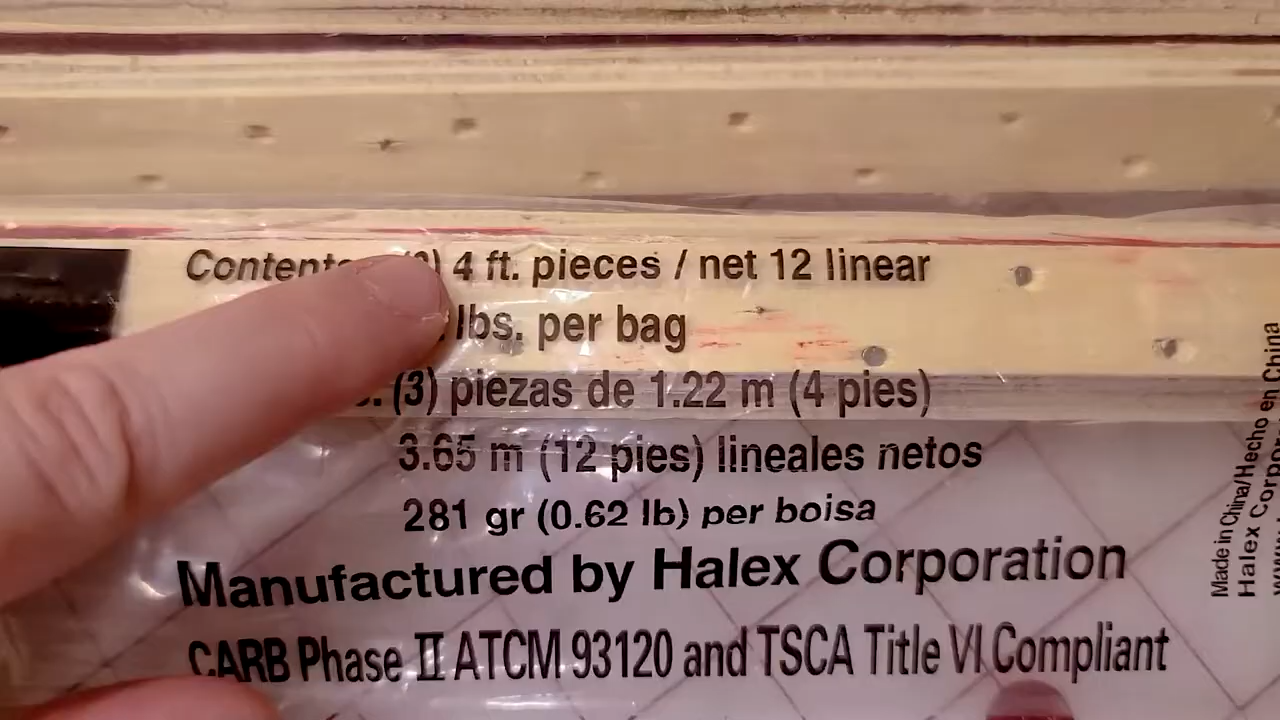 4 ft. pieces / net 12 linear
lbs. per bag
(3) piezas de 1.22 m (4 pies)
3.65 m (12 pies) lineales netos
281 gr (0.62 lb) per boisa
Manufactured by Halex Corporation
CARB Phase II ATCM 93120 and TSCA Title VI Compliant
Made in China/Hecho en China
Halex